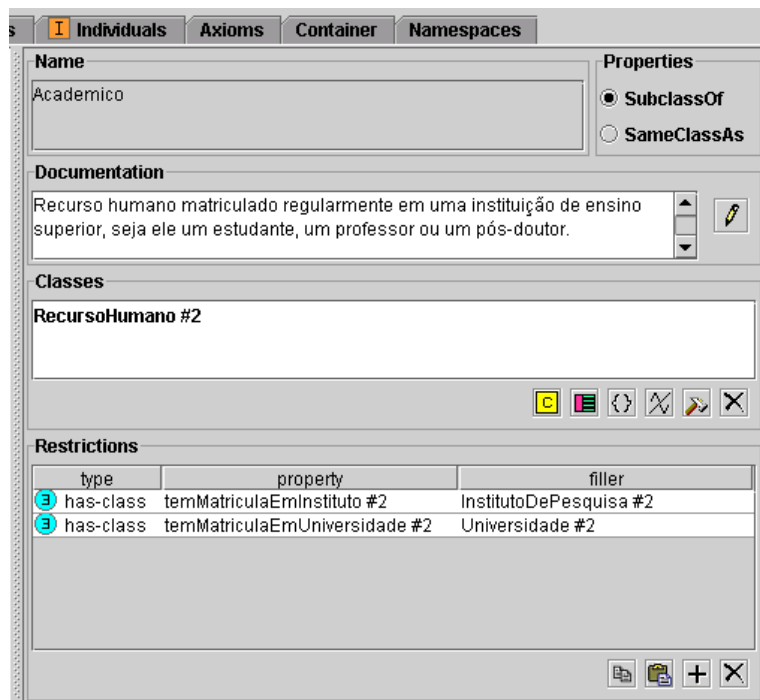 s I Individuals Axioms Container Namespaces
Name
Academico
Properties
SubclassOf
SameClassAs
Documentation
Recurso humano matriculado regularmente em uma instituição de ensino
superior, seja ele um estudante, um professor ou um pós-doutor.
Classes
RecursoHumano #2
C {}
Restrictions
type property filler
∃ has-class temMatriculaEmInstituto #2 InstitutoDePesquisa #2
∃ has-class temMatriculaEmUniversidade #2 Universidade #2